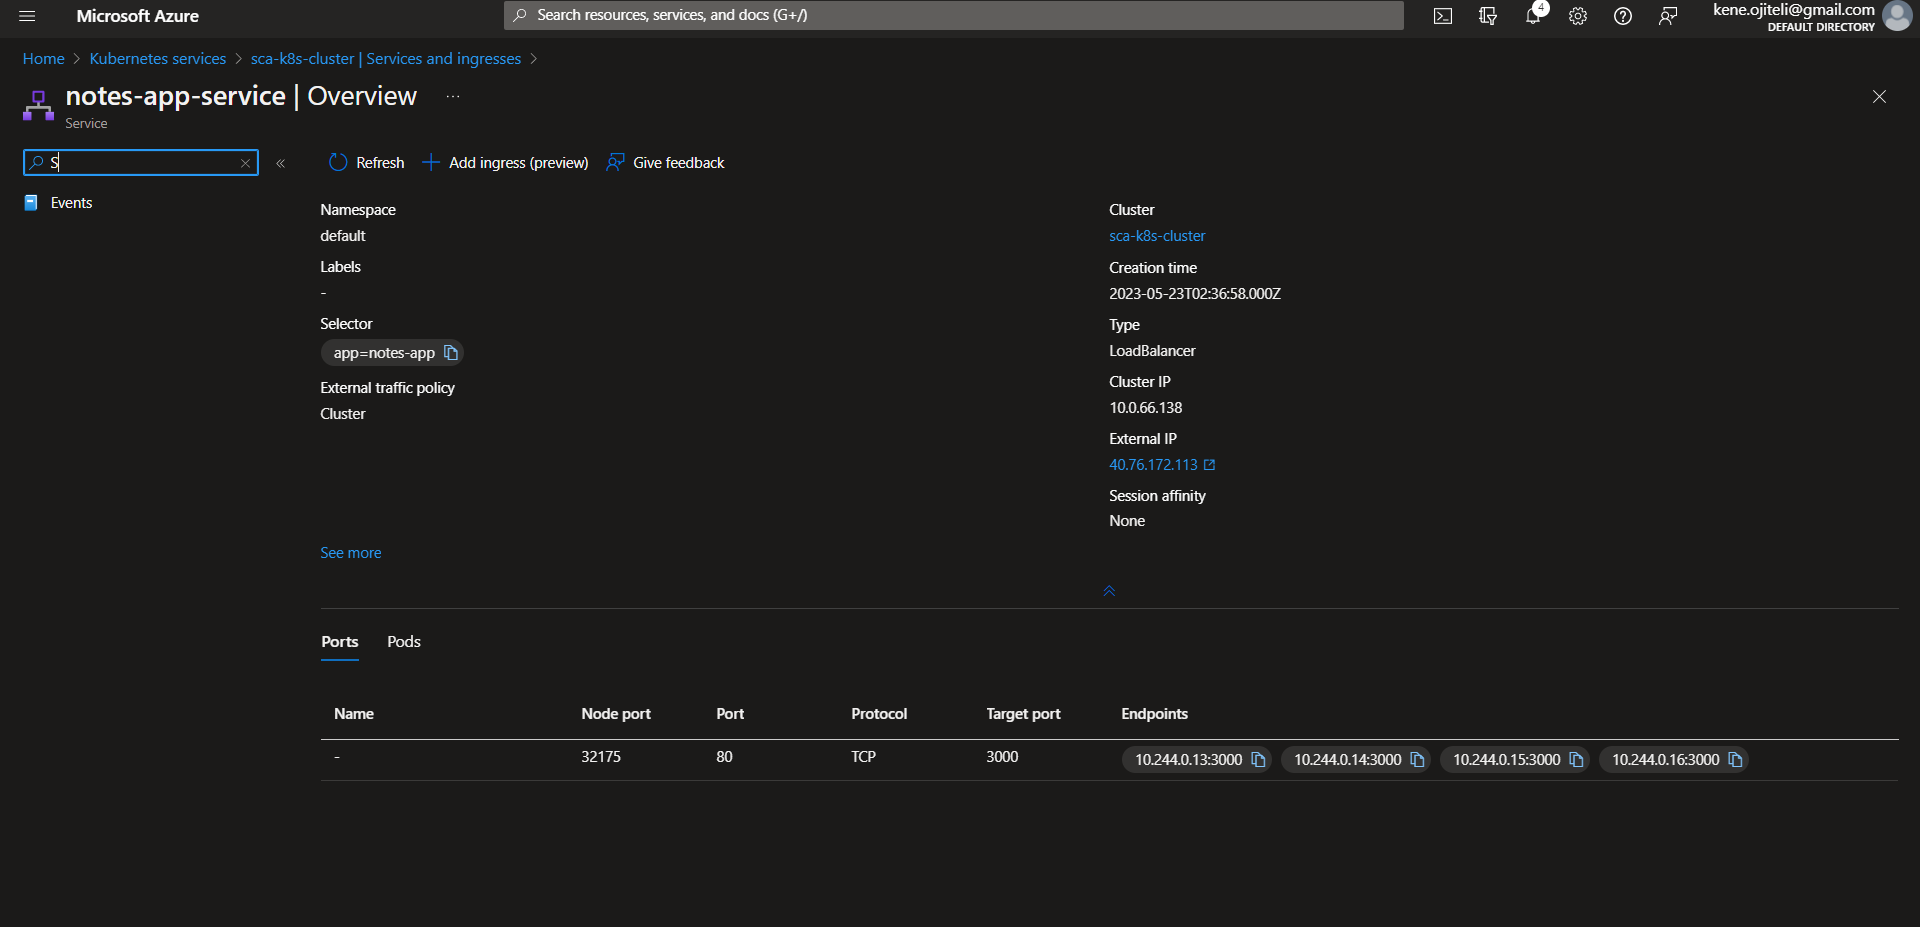 Microsoft Azure
Search resources, services, and docs (G+/)
4
kene.ojiteli@gmail.com
DEFAULT DIRECTORY
Home > Kubernetes services > sca-k8s-cluster | Services and ingresses >
notes-app-service | Overview ...
Service
S
Refresh
Add ingress (preview)
Give feedback
Events
Namespace
default
Labels
-
Selector
app=notes-app
External traffic policy
Cluster
Cluster
sca-k8s-cluster
Creation time
2023-05-23T02:36:58.000Z
Type
LoadBalancer
Cluster IP
10.0.66.138
External IP
40.76.172.113
Session affinity
None
See more
Ports Pods
Name Node port Port Protocol Target port Endpoints
- 32175 80 TCP 3000 10.244.0.13:3000 10.244.0.14:3000 10.244.0.15:3000 10.244.0.16:3000